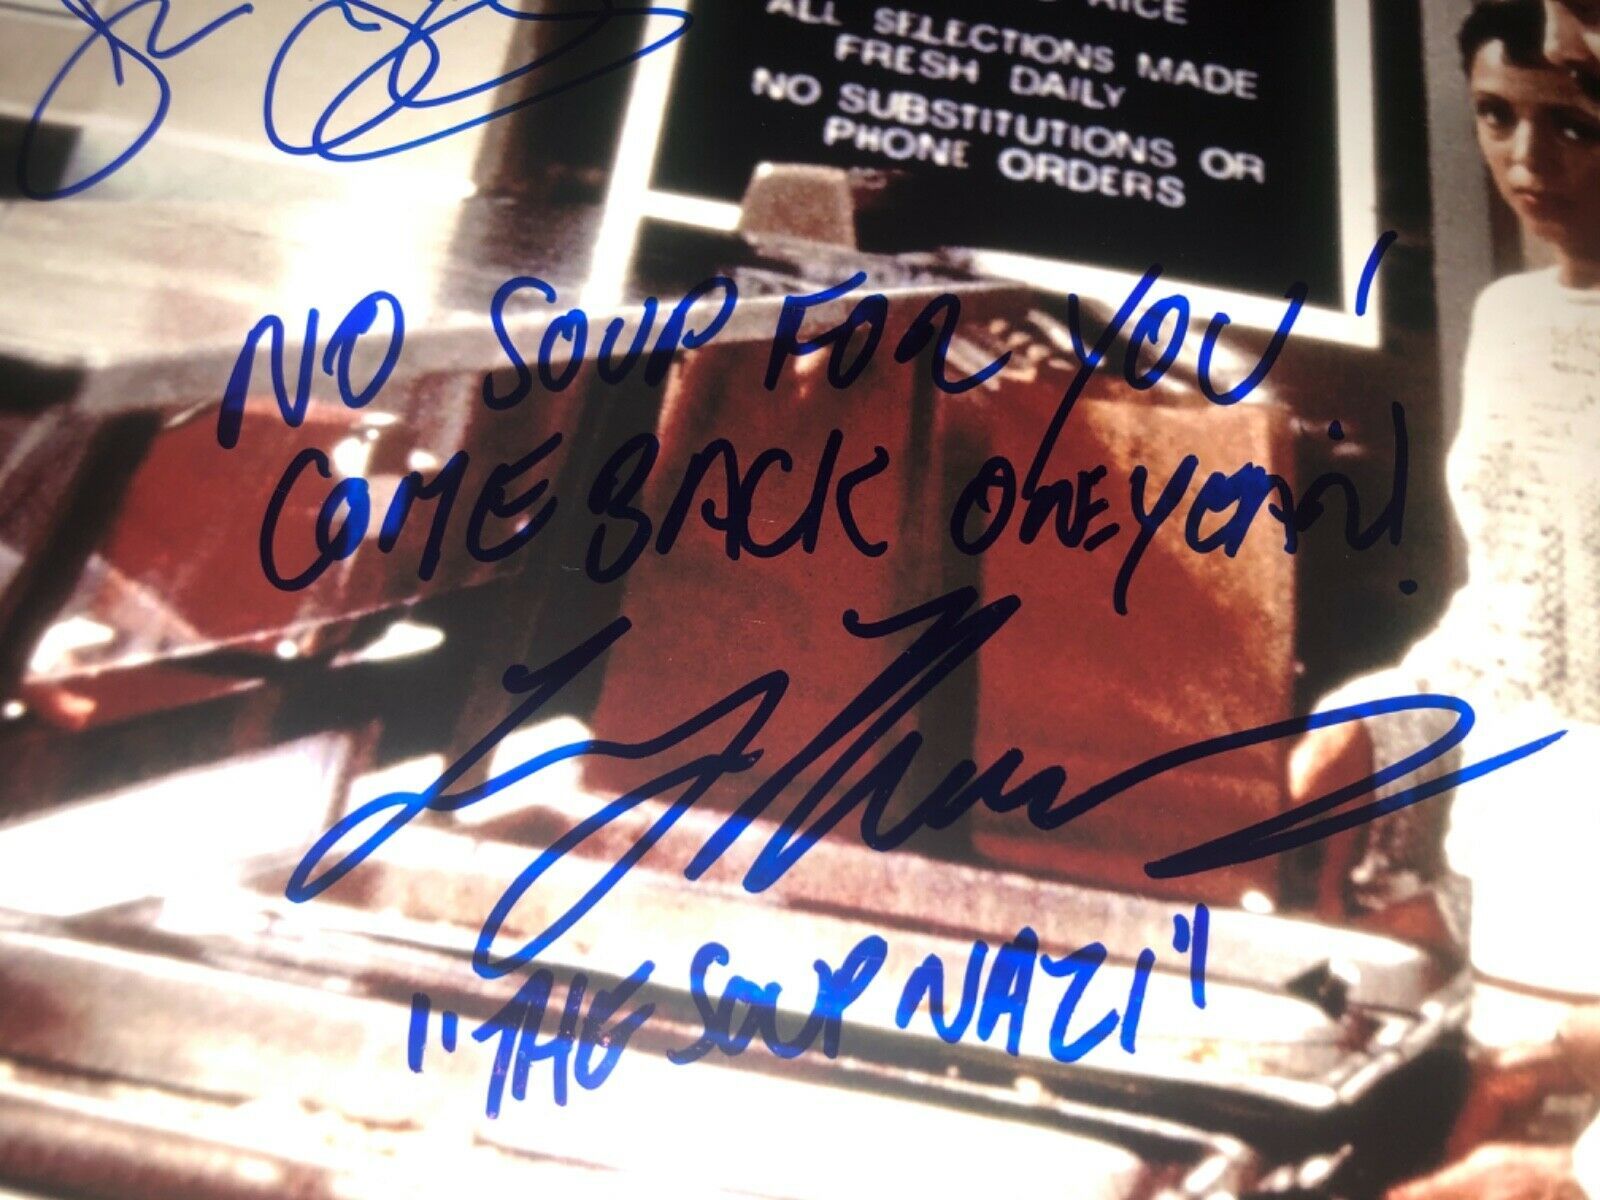 RICE
ALL SELECTIONS MADE
FRESH DAILY
NO SUBSTITUTIONS OR
PHONE ORDERS
NO SOUP FOR YOU!
COME BACK ONE YEAR!
"THE SOUP NAZI"